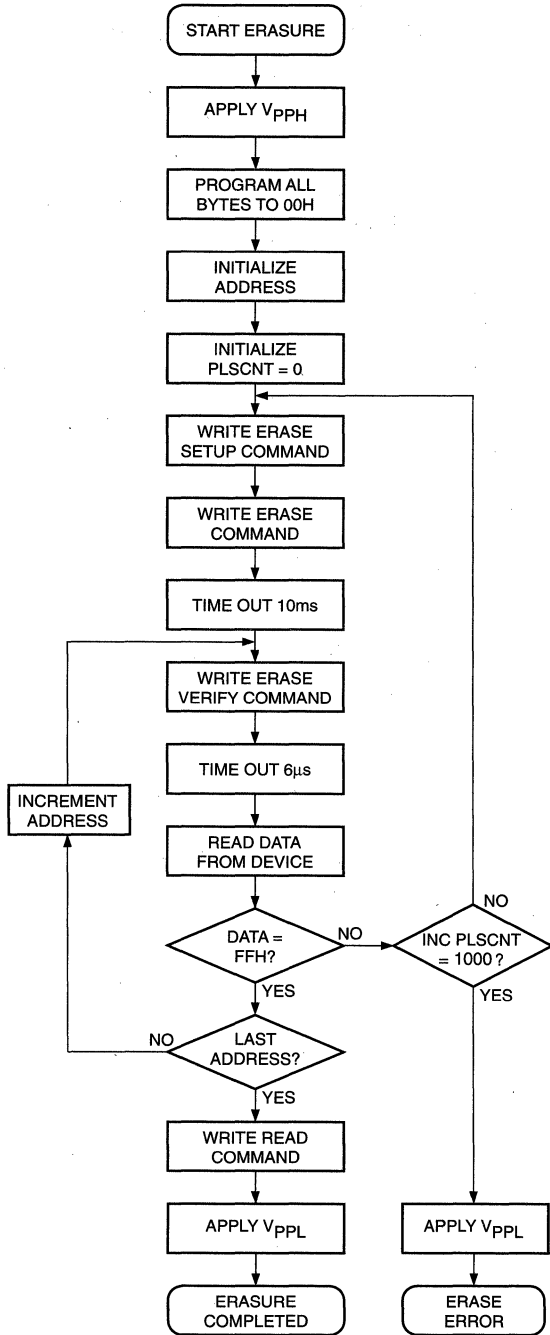 START ERASURE
APPLY VPPH
PROGRAM ALL
BYTES TO 00H
INITIALIZE
ADDRESS
INITIALIZE
PLSCNT = 0
WRITE ERASE
SETUP COMMAND
WRITE ERASE
COMMAND
TIME OUT 10ms
WRITE ERASE
VERIFY COMMAND
TIME OUT 6µs
INCREMENT
ADDRESS
READ DATA
FROM DEVICE
DATA =
FFH?
NO
YES
INC PLSCNT
= 1000 ?
NO
YES
LAST
ADDRESS?
NO
YES
WRITE READ
COMMAND
APPLY VPPL
APPLY VPPL
ERASURE
COMPLETED
ERASE
ERROR